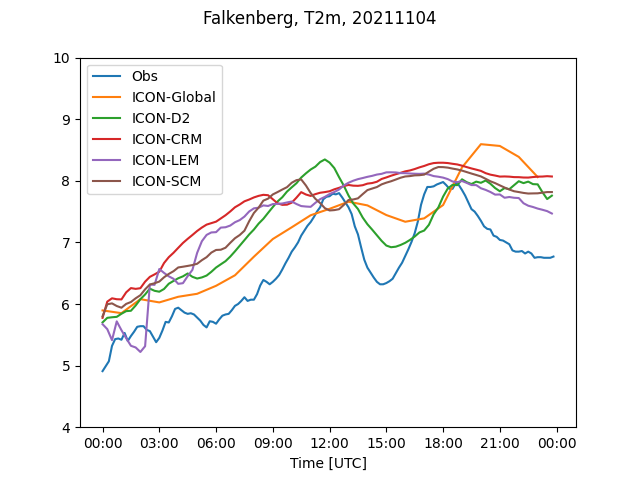 Falkenberg, T2m, 20211104
10
9
8
7
6
5
4
Obs
ICON-Global
ICON-D2
ICON-CRM
ICON-LEM
ICON-SCM
00:00 03:00 06:00 09:00 12:00 15:00 18:00 21:00 00:00
Time [UTC]